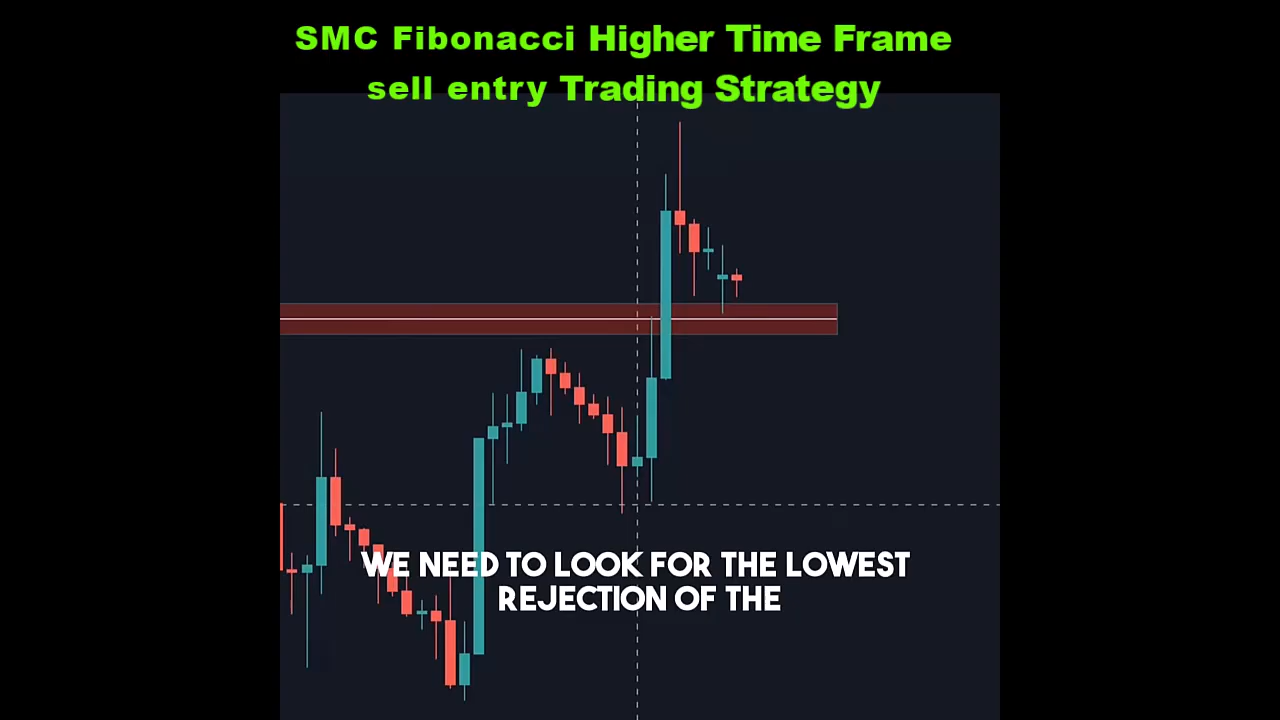 SMC Fibonacci Higher Time Frame
sell entry Trading Strategy
WE NEED TO LOOK FOR THE LOWEST
REJECTION OF THE